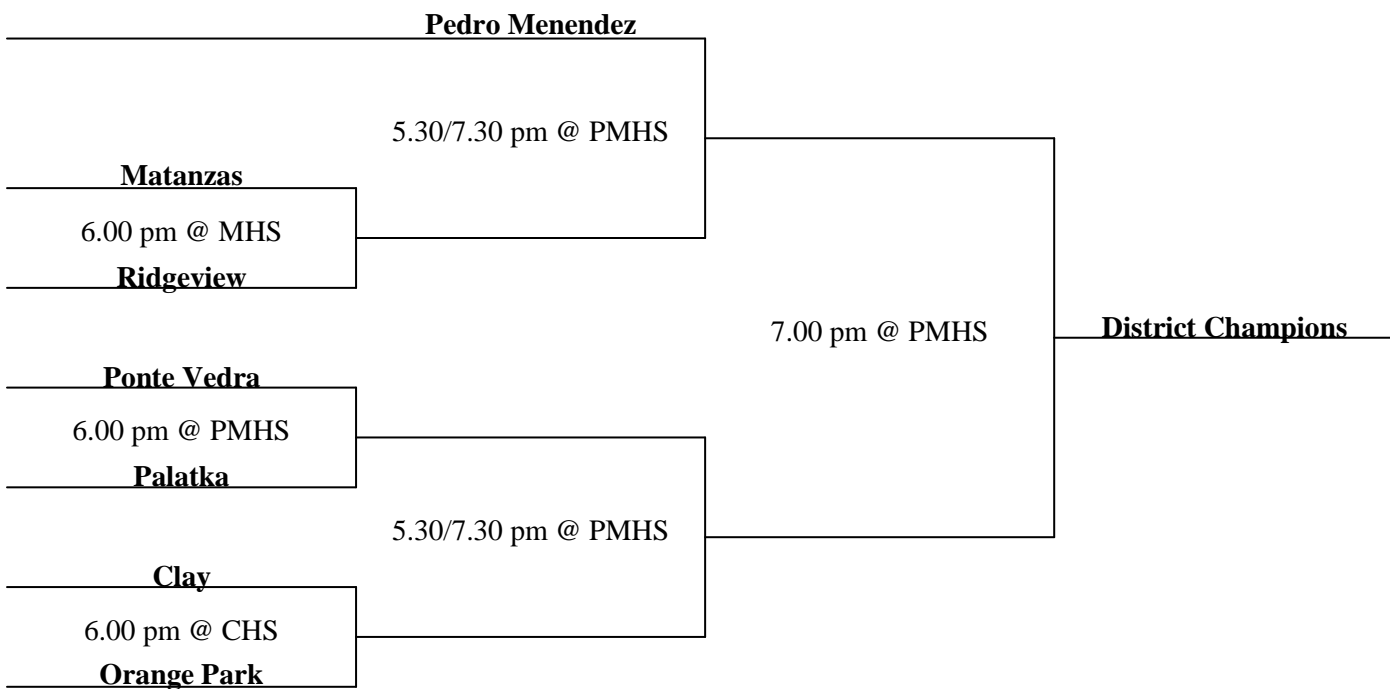 Pedro Menendez
5.30/7.30 pm @ PMHS
Matanzas
6.00 pm @ MHS
Ridgeview
7.00 pm @ PMHS
District Champions
Ponte Vedra
6.00 pm @ PMHS
Palatka
5.30/7.30 pm @ PMHS
Clay
6.00 pm @ CHS
Orange Park